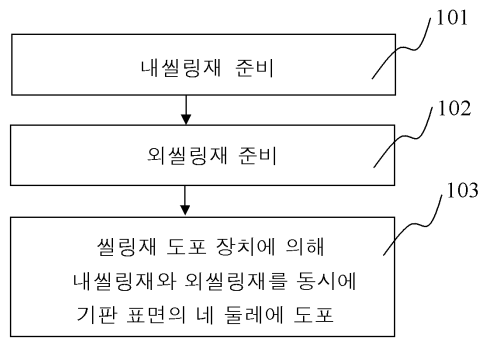 101
내씰링재 준비
102
외씰링재 준비
103
씰링재 도포 장치에 의해
내씰링재와 외씰링재를 동시에
기판 표면의 네 둘레에 도포